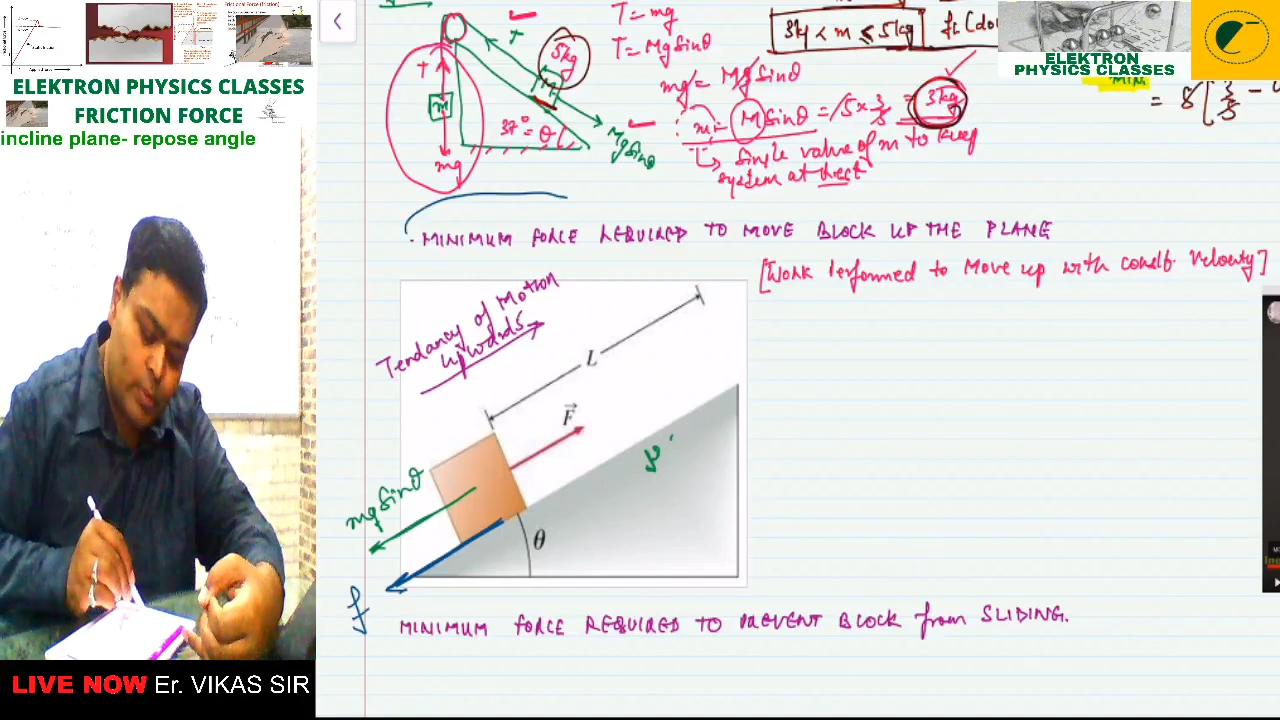 ELEKTRON PHYSICS CLASSES
FRICTION FORCE
incline plane- repose angle
LIVE NOW Er. VIKAS SIR
ELEKTRON
PHYSICS CLASSES
T = mg
T = Mg Sinθ
mg = Mg Sinθ
m = M Sinθ = 5 × 3/5 = 3kg
Single value of m to keep
system at rest
3kg < m ≤ 5kg
T
5kg
M
T
m
mg
37° = θ
Mg Sinθ
MINIMUM FORCE REQUIRED TO MOVE BLOCK UP THE PLANE
[Work Performed to Move up with const. Velocity]
Tendancy of Motion
upwards
L
F
mg Sinθ
θ
f
MINIMUM FORCE REQUIRED TO PREVENT BLOCK from SLIDING.